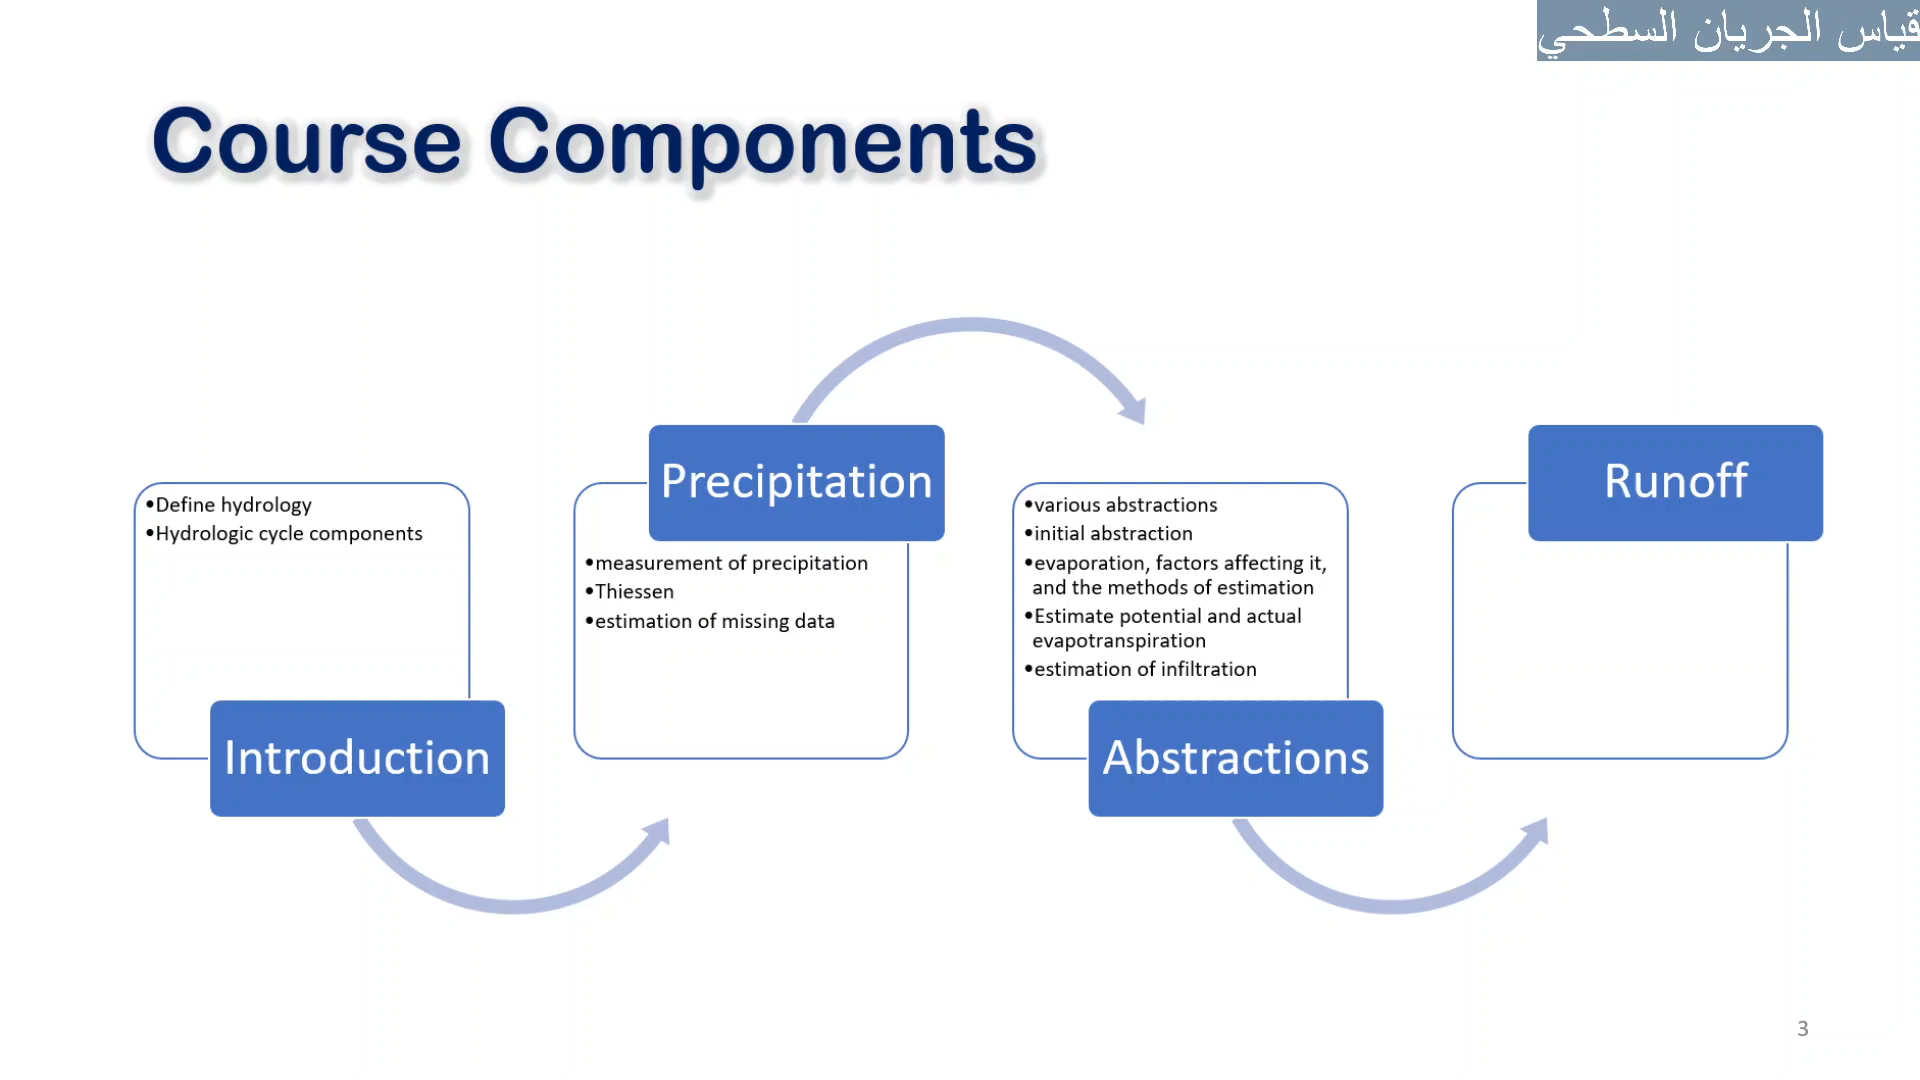 قياس الجريان السطحي
Course Components
•Define hydrology
•Hydrologic cycle components
Introduction
Precipitation
•measurement of precipitation
•Thiessen
•estimation of missing data
•various abstractions
•initial abstraction
•evaporation, factors affecting it,
and the methods of estimation
•Estimate potential and actual
evapotranspiration
•estimation of infiltration
Abstractions
Runoff
3